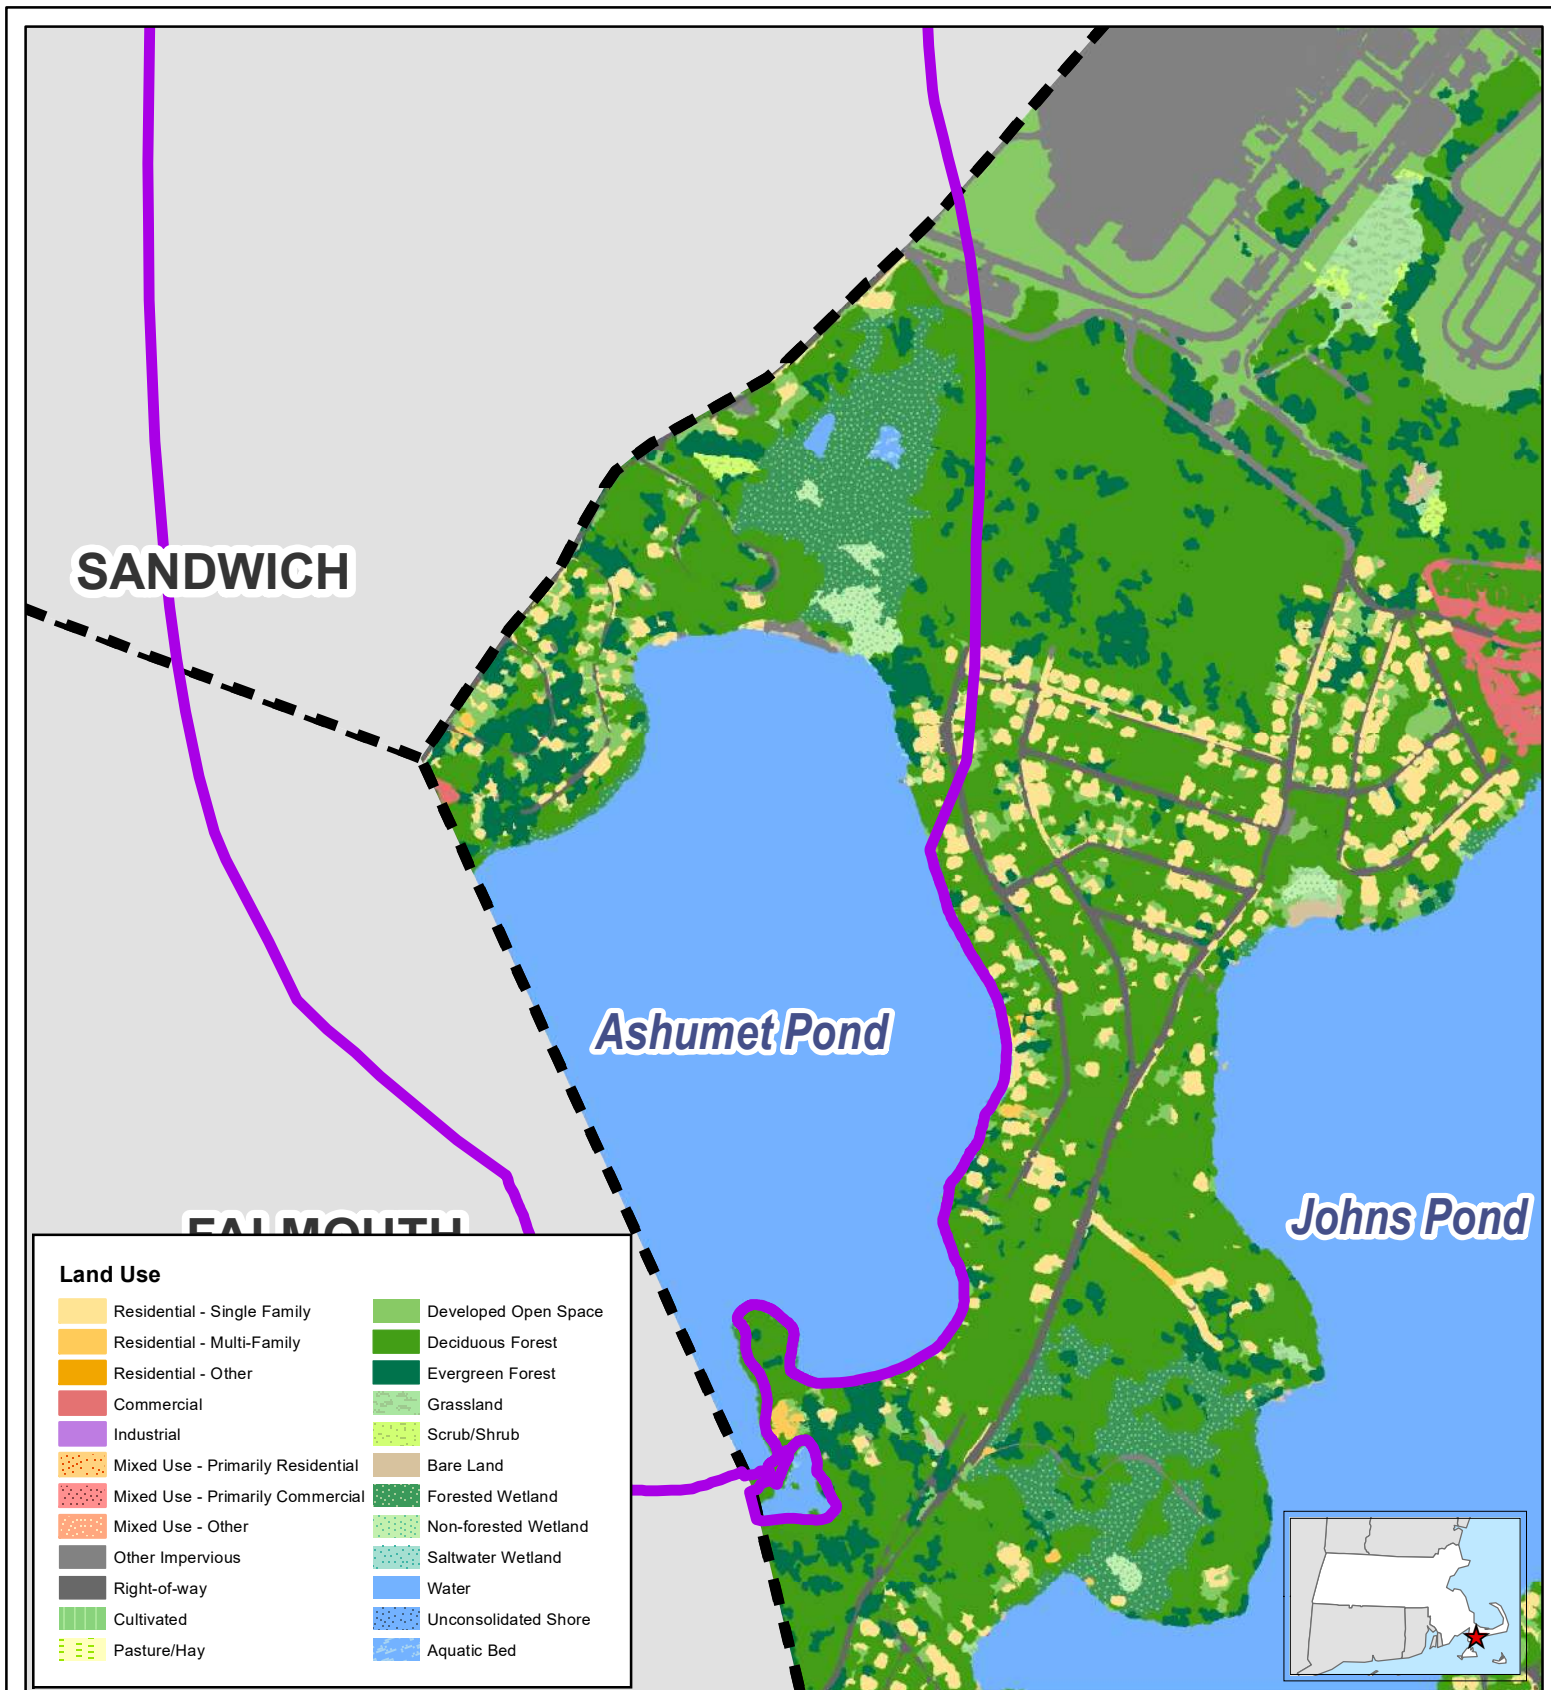 SANDWICH
Ashumet Pond
Johns Pond
FALMOUTH
Land Use
Residential - Single Family
Residential - Multi-Family
Residential - Other
Commercial
Industrial
Mixed Use - Primarily Residential
Mixed Use - Primarily Commercial
Mixed Use - Other
Other Impervious
Right-of-way
Cultivated
Pasture/Hay
Developed Open Space
Deciduous Forest
Evergreen Forest
Grassland
Scrub/Shrub
Bare Land
Forested Wetland
Non-forested Wetland
Saltwater Wetland
Water
Unconsolidated Shore
Aquatic Bed